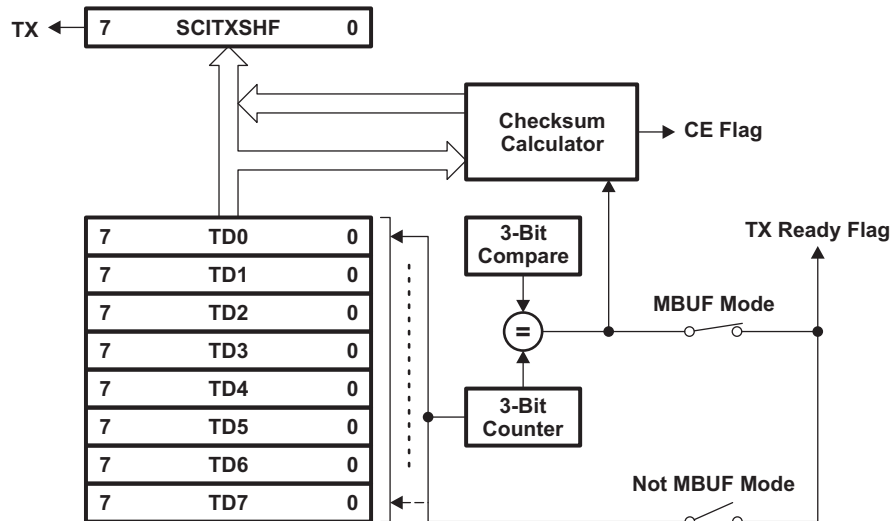 TX
7 SCITXSHF 0
Checksum
Calculator
CE Flag
7 TD0 0
7 TD1 0
7 TD2 0
7 TD3 0
7 TD4 0
7 TD5 0
7 TD6 0
7 TD7 0
3-Bit
Compare
=
3-Bit
Counter
TX Ready Flag
MBUF Mode
Not MBUF Mode